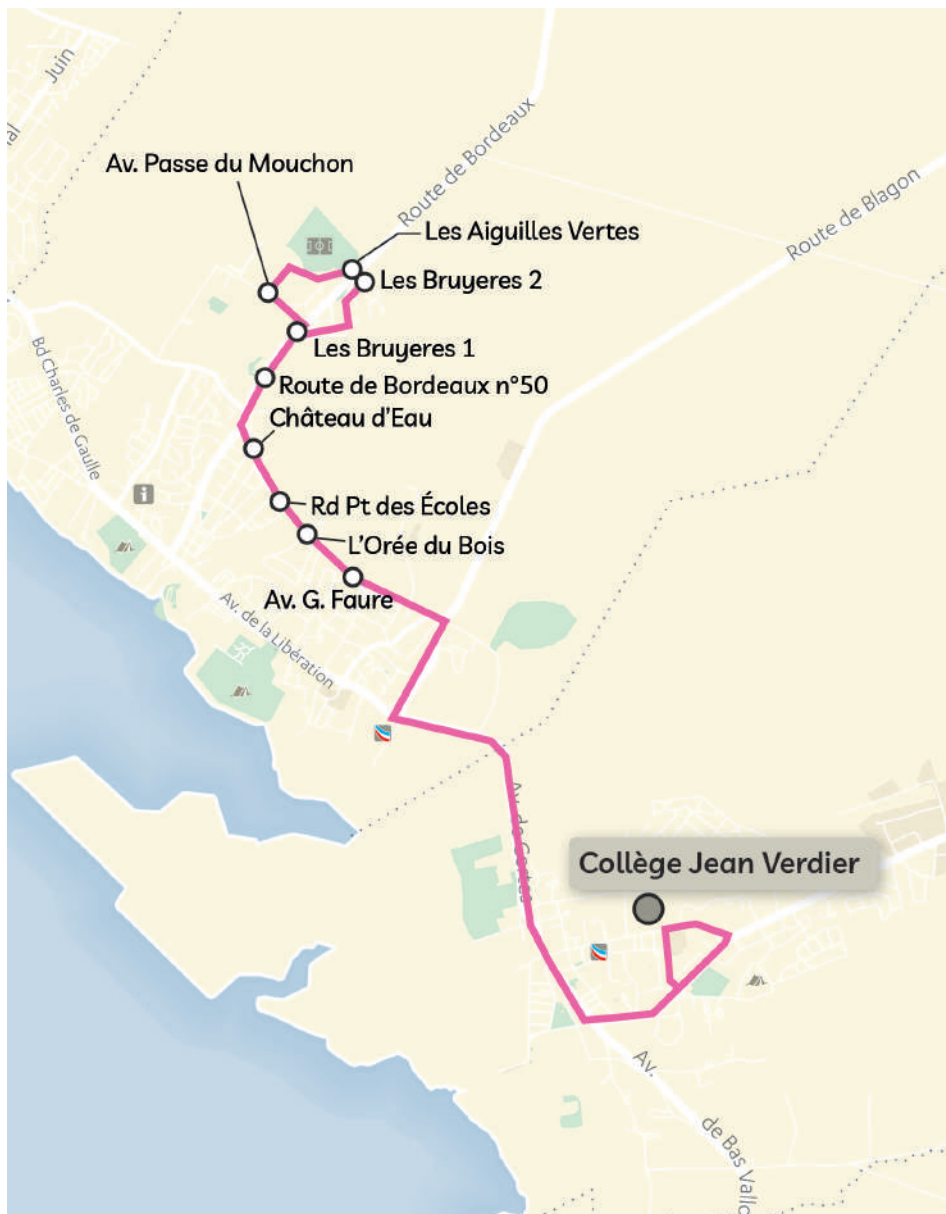 Juin
Av. Passe du Mouchon
Route de Bordeaux
Route de Blagon
Les Aiguilles Vertes
Les Bruyeres 2
Les Bruyeres 1
Route de Bordeaux n°50
Bd Charles de Gaulle
Château d'Eau
i
Rd Pt des Écoles
L'Orée du Bois
Av. G. Faure
Av. de la Libération
Av. de Certes
Collège Jean Verdier
Av.
de Bas Vallo